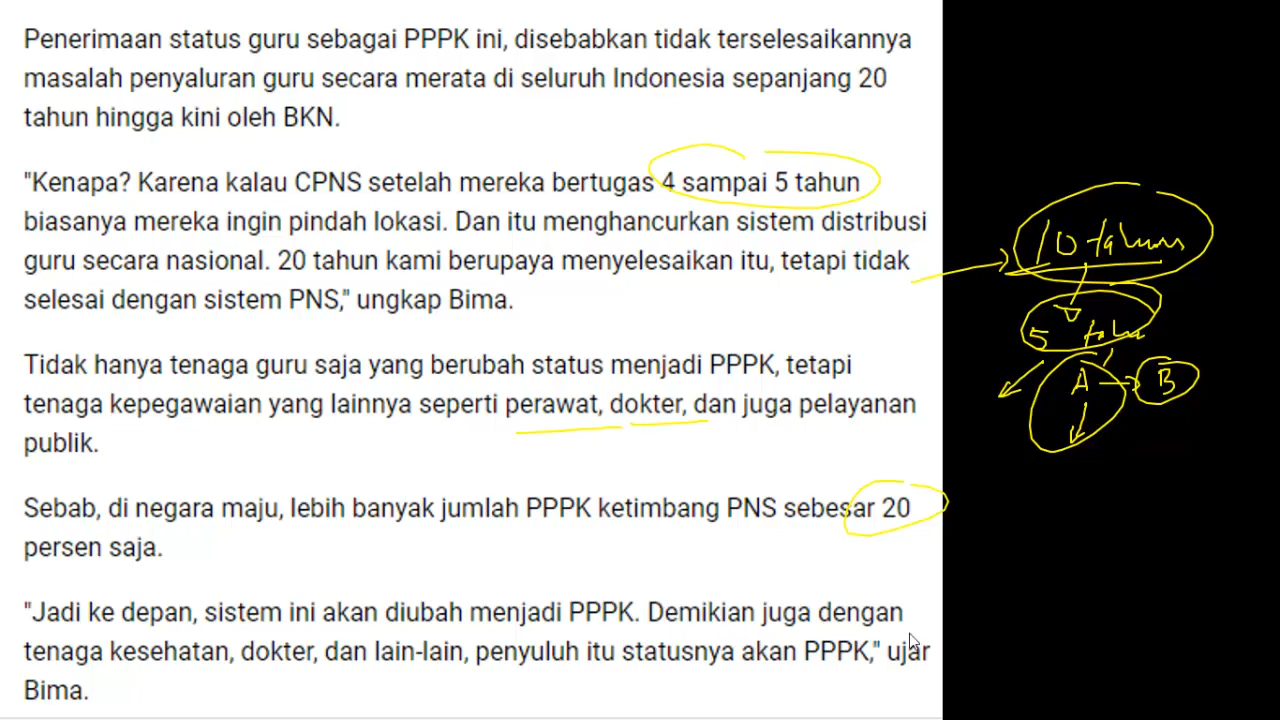 Penerimaan status guru sebagai PPPK ini, disebabkan tidak terselesaikannya
masalah penyaluran guru secara merata di seluruh Indonesia sepanjang 20
tahun hingga kini oleh BKN.
"Kenapa? Karena kalau CPNS setelah mereka bertugas 4 sampai 5 tahun
biasanya mereka ingin pindah lokasi. Dan itu menghancurkan sistem distribusi
guru secara nasional. 20 tahun kami berupaya menyelesaikan itu, tetapi tidak
selesai dengan sistem PNS," ungkap Bima.
Tidak hanya tenaga guru saja yang berubah status menjadi PPPK, tetapi
tenaga kepegawaian yang lainnya seperti perawat, dokter, dan juga pelayanan
publik.
Sebab, di negara maju, lebih banyak jumlah PPPK ketimbang PNS sebesar 20
persen saja.
"Jadi ke depan, sistem ini akan diubah menjadi PPPK. Demikian juga dengan
tenaga kesehatan, dokter, dan lain-lain, penyuluh itu statusnya akan PPPK," ujar
Bima.
10 tahun
5
A
B